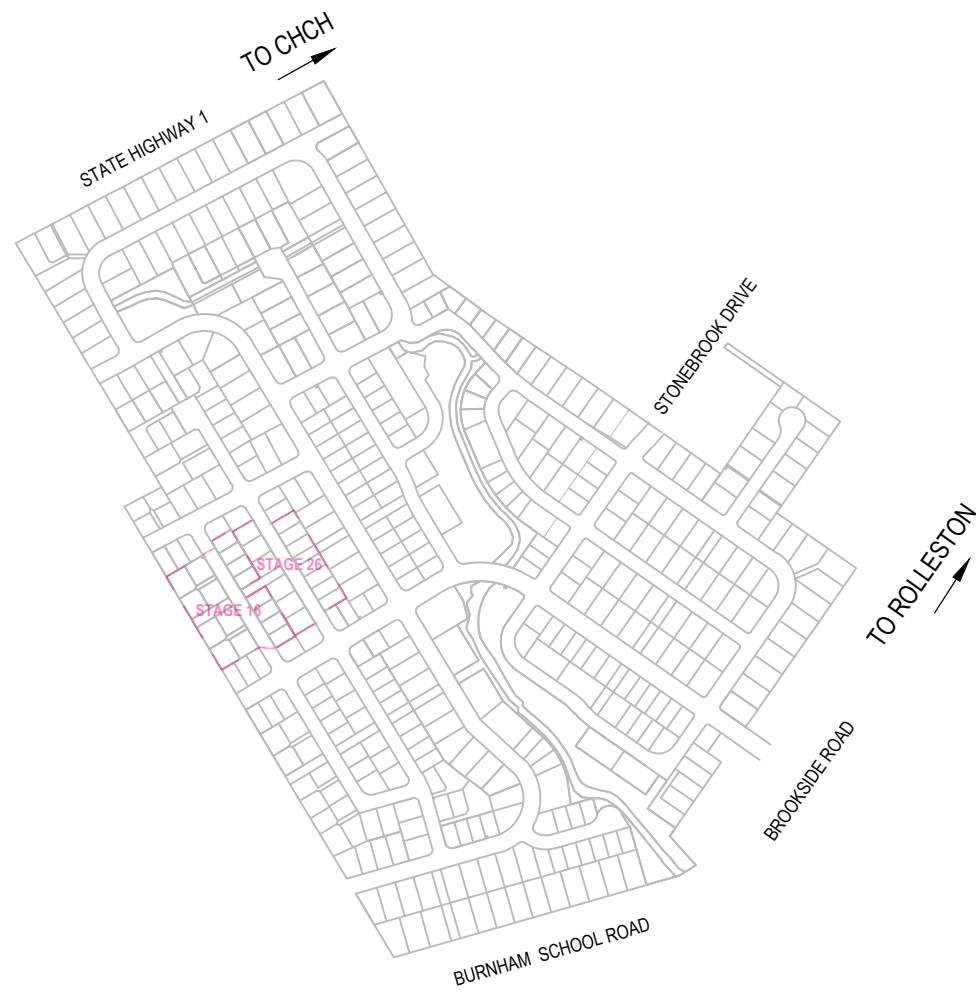 TO CHCH
STATE HIGHWAY 1
STONEBROOK DRIVE
TO ROLLESTON
STAGE 26
STAGE 16
BROOKSIDE ROAD
BURNHAM SCHOOL ROAD